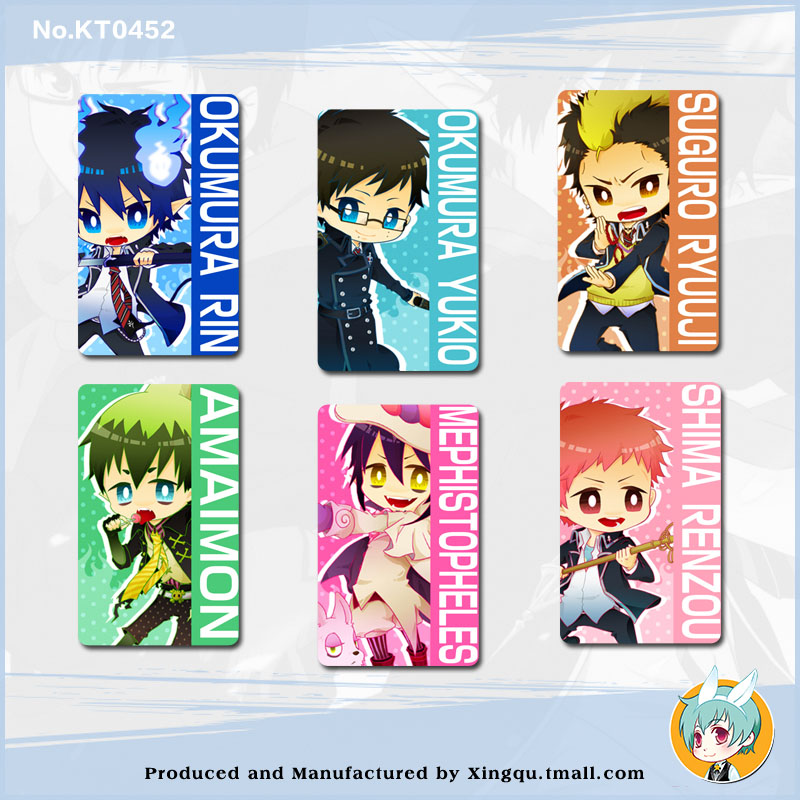 No.KT0452
OKUMURA RIN
OKUMURA YUKIO
SUGURO RYUUJI
AMAIMON
MEPHISTOPHELES
SHIMA RENZOU
Produced and Manufactured by Xingqu.tmall.com